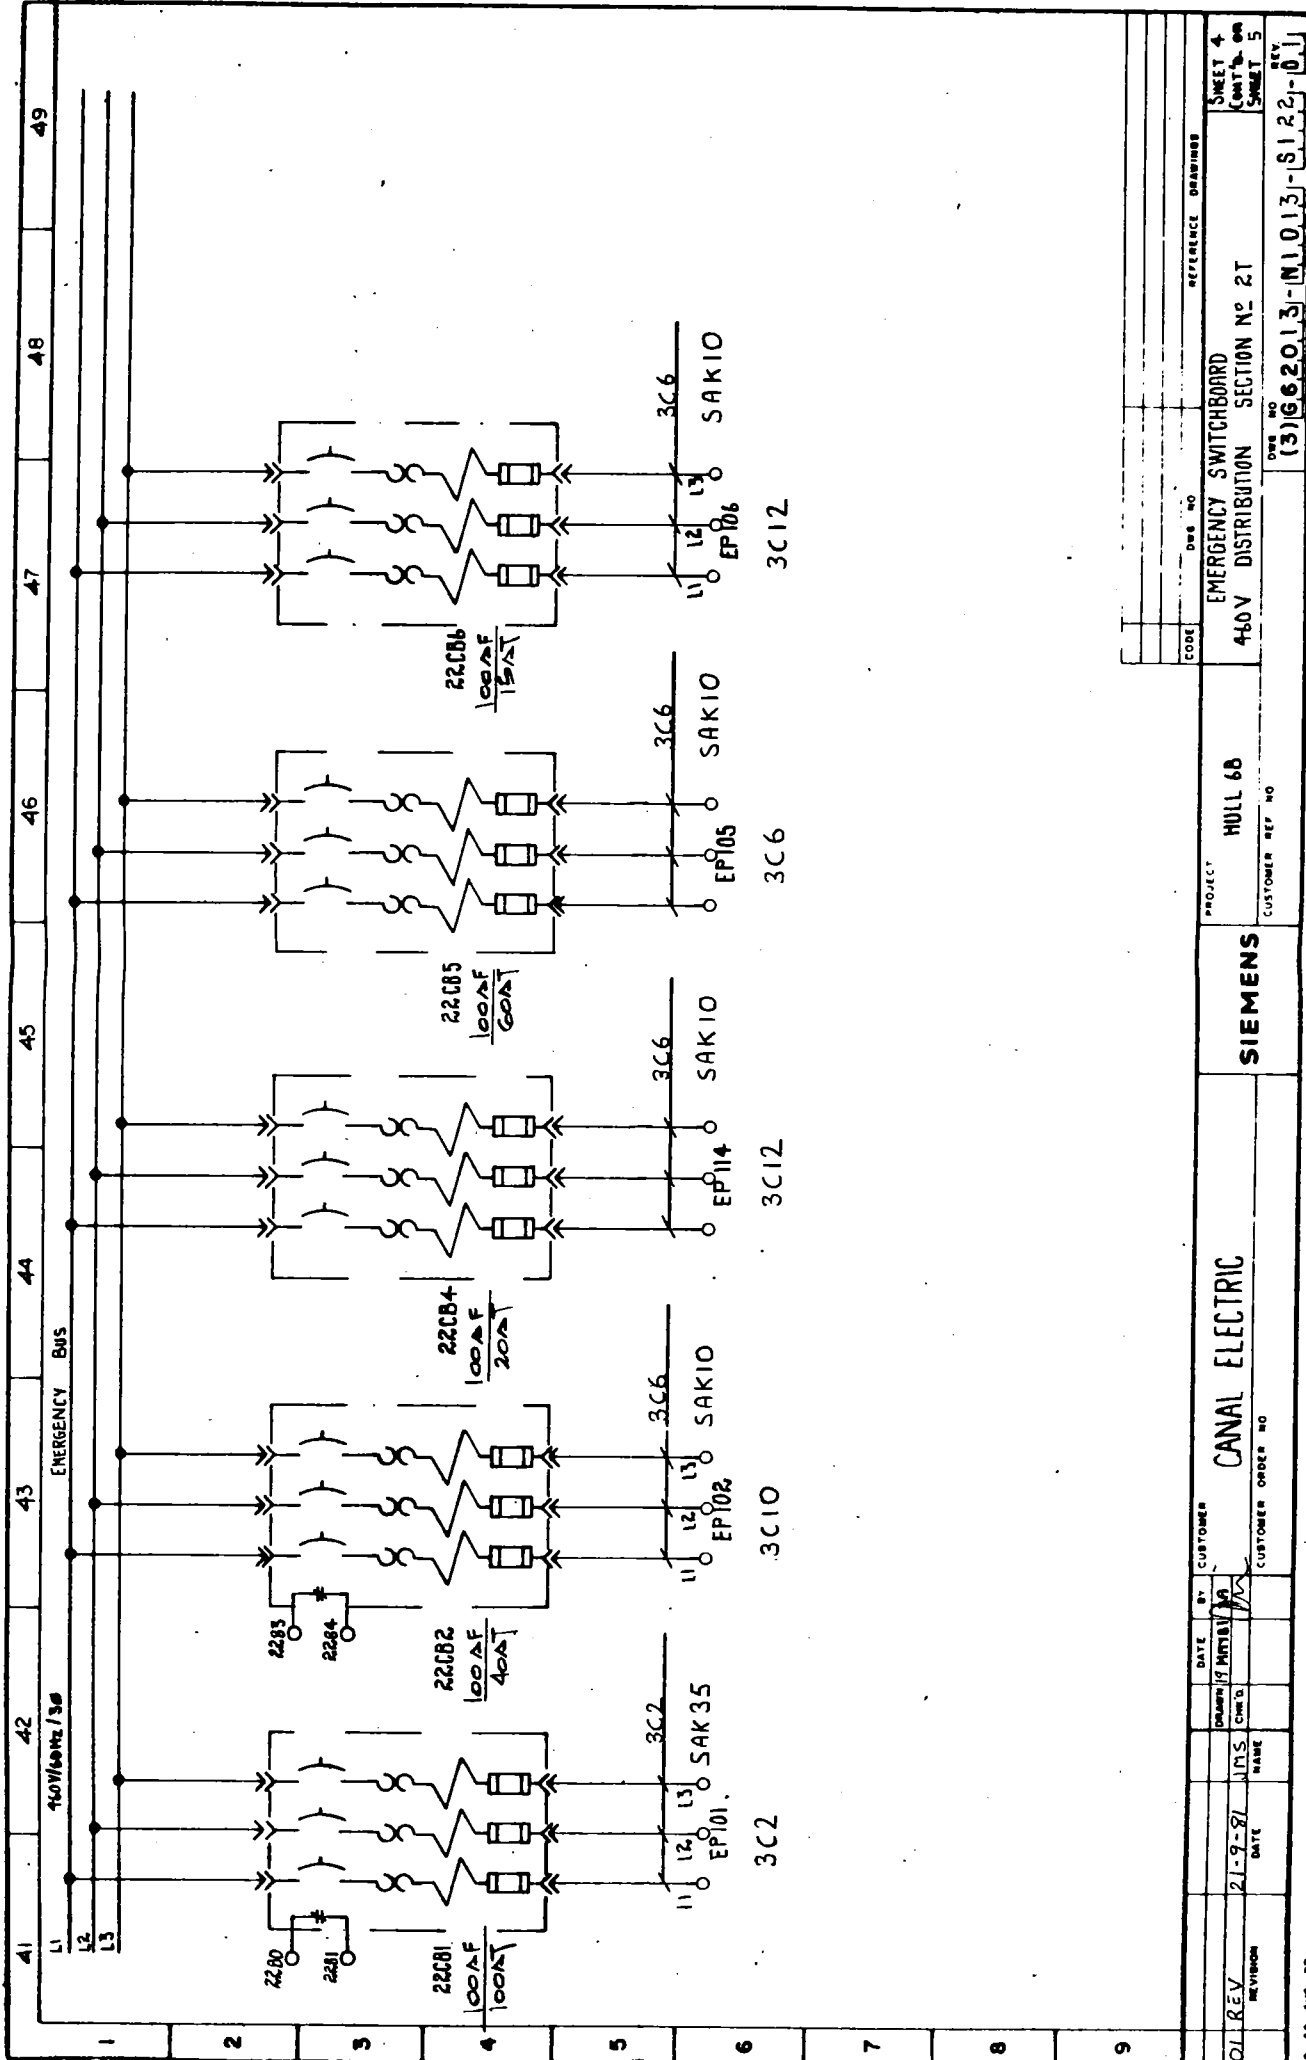 41 42 43 44 45 46 47 48 49
1
2
3
4
5
6
7
8
9
L1
L2
L3
460V/60Hz/3Ø
EMERGENCY BUS
2280
2281
22CB1
100AF
100AT
3C2
SAK35
L1 L2 L3
EP101.
3C2
2283
2284
22CB2
100AF
40AT
3C6
SAK10
L1 L2 L3
EP102
3C10
22CB4
100AF
20AT
3C6
SAK10
EP114
3C12
22CB5
100AF
60AT
3C6
SAK10
EP105
3C6
22CB6
100AF
15AT
3C6
SAK10
L1 L2 L3
EP106
3C12
CODE
DWG NO
REFERENCE DRAWINGS
01 REV
21-9-81
JMS
REVISION
DATE
NAME
DATE
BY
DRAWN
CHK'D.
CUSTOMER
CANAL ELECTRIC
CUSTOMER ORDER NO
SIEMENS
PROJECT
HULL 6B
CUSTOMER REF NO
EMERGENCY SWITCHBOARD
460V DISTRIBUTION SECTION Nº 2T
SHEET 4
CONT'D ON
SHEET 5
DWG NO
REV.
(3)G62013-N1013-S122-01